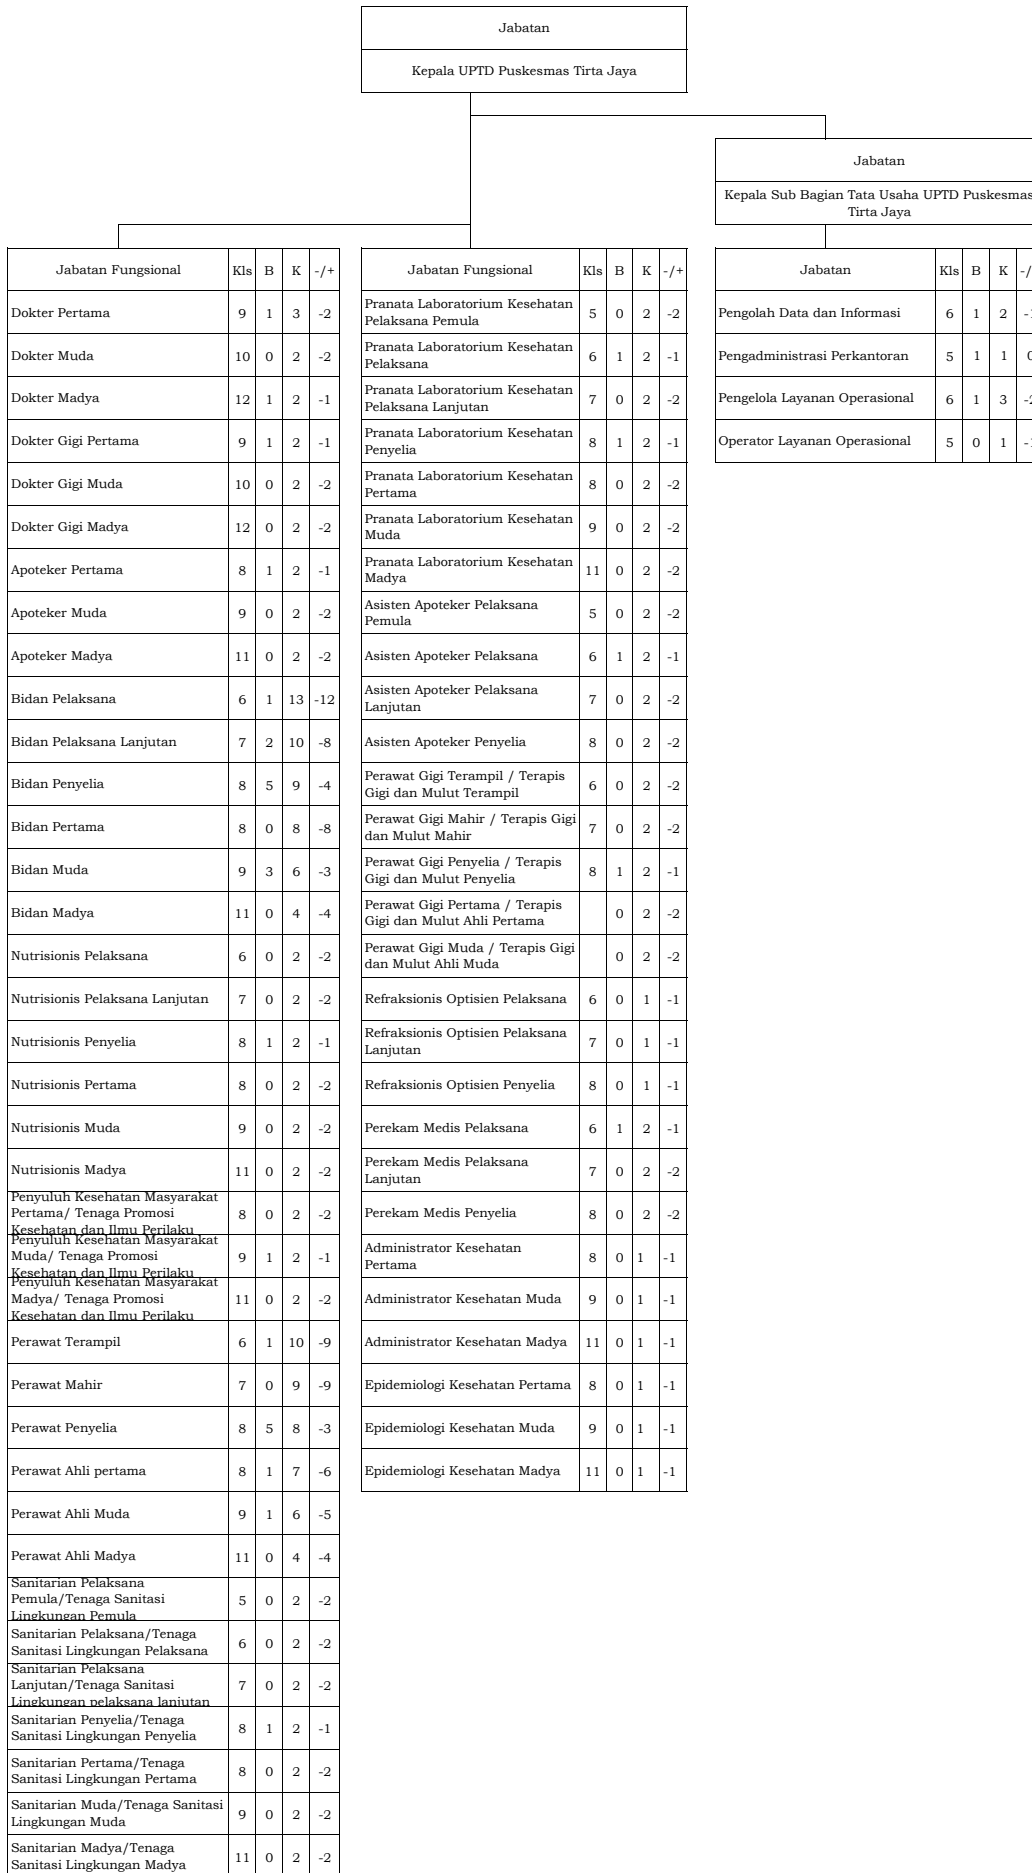 Jabatan
Kepala UPTD Puskesmas Tirta Jaya
Jabatan
Kepala Sub Bagian Tata Usaha UPTD Puskesmas
Tirta Jaya
Jabatan Fungsional Kls B K -/+
Dokter Pertama 9 1 3 -2
Dokter Muda 10 0 2 -2
Dokter Madya 12 1 2 -1
Dokter Gigi Pertama 9 1 2 -1
Dokter Gigi Muda 10 0 2 -2
Dokter Gigi Madya 12 0 2 -2
Apoteker Pertama 8 1 2 -1
Apoteker Muda 9 0 2 -2
Apoteker Madya 11 0 2 -2
Bidan Pelaksana 6 1 13 -12
Bidan Pelaksana Lanjutan 7 2 10 -8
Bidan Penyelia 8 5 9 -4
Bidan Pertama 8 0 8 -8
Bidan Muda 9 3 6 -3
Bidan Madya 11 0 4 -4
Nutrisionis Pelaksana 6 0 2 -2
Nutrisionis Pelaksana Lanjutan 7 0 2 -2
Nutrisionis Penyelia 8 1 2 -1
Nutrisionis Pertama 8 0 2 -2
Nutrisionis Muda 9 0 2 -2
Nutrisionis Madya 11 0 2 -2
Penyuluh Kesehatan Masyarakat
Pertama/ Tenaga Promosi 8 0 2 -2
Kesehatan dan Ilmu Perilaku
Penyuluh Kesehatan Masyarakat
Muda/ Tenaga Promosi 9 1 2 -1
Kesehatan dan Ilmu Perilaku
Penyuluh Kesehatan Masyarakat
Madya/ Tenaga Promosi 11 0 2 -2
Kesehatan dan Ilmu Perilaku
Perawat Terampil 6 1 10 -9
Perawat Mahir 7 0 9 -9
Perawat Penyelia 8 5 8 -3
Perawat Ahli pertama 8 1 7 -6
Perawat Ahli Muda 9 1 6 -5
Perawat Ahli Madya 11 0 4 -4
Sanitarian Pelaksana
Pemula/Tenaga Sanitasi 5 0 2 -2
Lingkungan Pemula
Sanitarian Pelaksana/Tenaga
Sanitasi Lingkungan Pelaksana 6 0 2 -2
Sanitarian Pelaksana
Lanjutan/Tenaga Sanitasi 7 0 2 -2
Lingkungan pelaksana lanjutan
Sanitarian Penyelia/Tenaga
Sanitasi Lingkungan Penyelia 8 1 2 -1
Sanitarian Pertama/Tenaga
Sanitasi Lingkungan Pertama 8 0 2 -2
Sanitarian Muda/Tenaga Sanitasi
Lingkungan Muda 9 0 2 -2
Sanitarian Madya/Tenaga
Sanitasi Lingkungan Madya 11 0 2 -2
Jabatan Fungsional Kls B K -/+
Pranata Laboratorium Kesehatan
Pelaksana Pemula 5 0 2 -2
Pranata Laboratorium Kesehatan
Pelaksana 6 1 2 -1
Pranata Laboratorium Kesehatan
Pelaksana Lanjutan 7 0 2 -2
Pranata Laboratorium Kesehatan
Penyelia 8 1 2 -1
Pranata Laboratorium Kesehatan
Pertama 8 0 2 -2
Pranata Laboratorium Kesehatan
Muda 9 0 2 -2
Pranata Laboratorium Kesehatan
Madya 11 0 2 -2
Asisten Apoteker Pelaksana
Pemula 5 0 2 -2
Asisten Apoteker Pelaksana 6 1 2 -1
Asisten Apoteker Pelaksana
Lanjutan 7 0 2 -2
Asisten Apoteker Penyelia 8 0 2 -2
Perawat Gigi Terampil / Terapis
Gigi dan Mulut Terampil 6 0 2 -2
Perawat Gigi Mahir / Terapis Gigi
dan Mulut Mahir 7 0 2 -2
Perawat Gigi Penyelia / Terapis
Gigi dan Mulut Penyelia 8 1 2 -1
Perawat Gigi Pertama / Terapis
Gigi dan Mulut Ahli Pertama 0 2 -2
Perawat Gigi Muda / Terapis Gigi
dan Mulut Ahli Muda 0 2 -2
Refraksionis Optisien Pelaksana 6 0 1 -1
Refraksionis Optisien Pelaksana
Lanjutan 7 0 1 -1
Refraksionis Optisien Penyelia 8 0 1 -1
Perekam Medis Pelaksana 6 1 2 -1
Perekam Medis Pelaksana
Lanjutan 7 0 2 -2
Perekam Medis Penyelia 8 0 2 -2
Administrator Kesehatan
Pertama 8 0 1 -1
Administrator Kesehatan Muda 9 0 1 -1
Administrator Kesehatan Madya 11 0 1 -1
Epidemiologi Kesehatan Pertama 8 0 1 -1
Epidemiologi Kesehatan Muda 9 0 1 -1
Epidemiologi Kesehatan Madya 11 0 1 -1
Jabatan Kls B K
Pengolah Data dan Informasi 6 1 2
Pengadministrasi Perkantoran 5 1 1
Pengelola Layanan Operasional 6 1 3
Operator Layanan Operasional 5 0 1